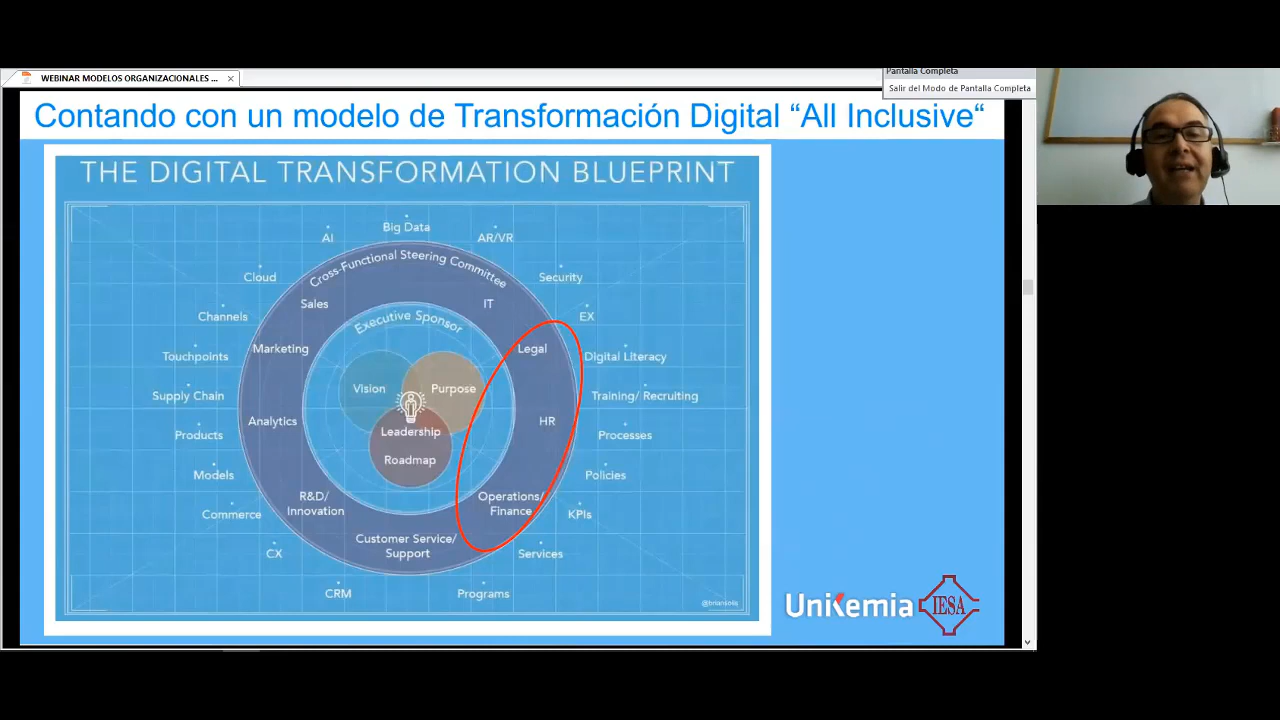 WEBINAR MODELOS ORGANIZACIONALES ...
Pantalla Completa
Salir del Modo de Pantalla Completa
Contando con un modelo de Transformación Digital “All Inclusive“
THE DIGITAL TRANSFORMATION BLUEPRINT
Big Data
AI
AR/VR
Cross-Functional Steering Committee
Cloud
Security
Sales
IT
Channels
EX
Executive Sponsor
Marketing
Legal
Touchpoints
Digital Literacy
Vision
Purpose
Supply Chain
Training/ Recruiting
Analytics
HR
Leadership
Products
Processes
Roadmap
Models
Policies
R&D/
Innovation
Operations/
Finance
Commerce
KPIs
Customer Service/
Support
CX
Services
CRM
Programs
@briansolis
UniKemia
IESA